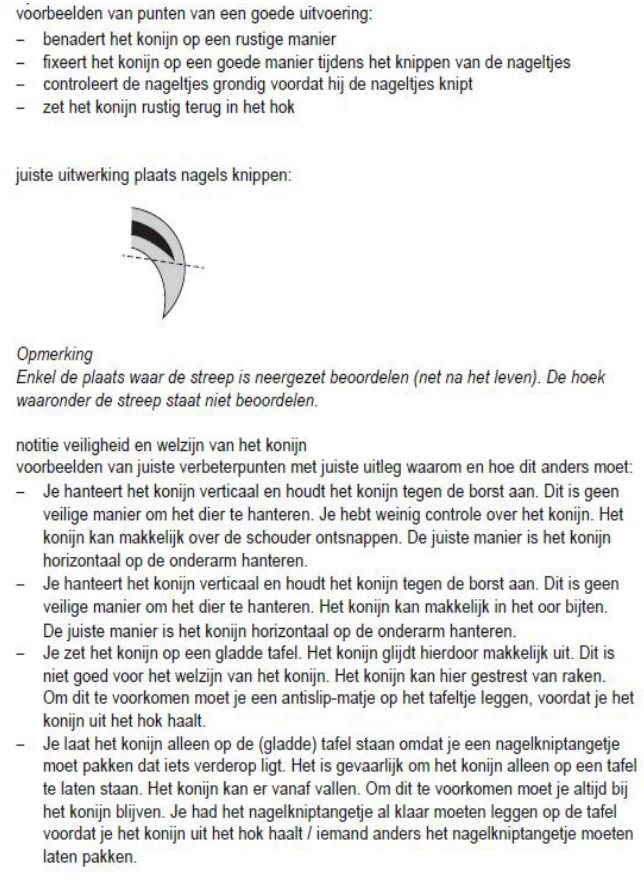 voorbeelden van punten van een goede uitvoering:
– benadert het konijn op een rustige manier
– fixeert het konijn op een goede manier tijdens het knippen van de nageltjes
– controleert de nageltjes grondig voordat hij de nageltjes knipt
– zet het konijn rustig terug in het hok
juiste uitwerking plaats nagels knippen:
Opmerking
Enkel de plaats waar de streep is neergezet beoordelen (net na het leven). De hoek
waaronder de streep staat niet beoordelen.
notitie veiligheid en welzijn van het konijn
voorbeelden van juiste verbeterpunten met juiste uitleg waarom en hoe dit anders moet:
– Je hanteert het konijn verticaal en houdt het konijn tegen de borst aan. Dit is geen
veilige manier om het dier te hanteren. Je hebt weinig controle over het konijn. Het
konijn kan makkelijk over de schouder ontsnappen. De juiste manier is het konijn
horizontaal op de onderarm hanteren.
– Je hanteert het konijn verticaal en houdt het konijn tegen de borst aan. Dit is geen
veilige manier om het dier te hanteren. Het konijn kan makkelijk in het oor bijten.
De juiste manier is het konijn horizontaal op de onderarm hanteren.
– Je zet het konijn op een gladde tafel. Het konijn glijdt hierdoor makkelijk uit. Dit is
niet goed voor het welzijn van het konijn. Het konijn kan hier gestrest van raken.
Om dit te voorkomen moet je een antislip-matje op het tafeltje leggen, voordat je het
konijn uit het hok haalt.
– Je laat het konijn alleen op de (gladde) tafel staan omdat je een nagelkniptangetje
moet pakken dat iets verderop ligt. Het is gevaarlijk om het konijn alleen op een tafel
te laten staan. Het konijn kan er vanaf vallen. Om dit te voorkomen moet je altijd bij
het konijn blijven. Je had het nagelkniptangetje al klaar moeten leggen op de tafel
voordat je het konijn uit het hok haalt / iemand anders het nagelkniptangetje moeten
laten pakken.